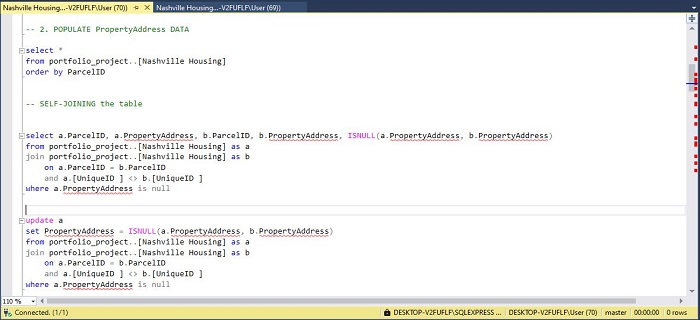 Nashville Housing...-V2FUFLF\User (70)) Nashville Housing...-V2FUFLF\User (69))
-- 2. POPULATE PropertyAddress DATA
select *
from portfolio_project..[Nashville Housing]
order by ParcelID
-- SELF-JOINING the table
select a.ParcelID, a.PropertyAddress, b.ParcelID, b.PropertyAddress, ISNULL(a.PropertyAddress, b.PropertyAddress)
from portfolio_project..[Nashville Housing] as a
join portfolio_project..[Nashville Housing] as b
on a.ParcelID = b.ParcelID
and a.[UniqueID ] <> b.[UniqueID ]
where a.PropertyAddress is null
update a
set PropertyAddress = ISNULL(a.PropertyAddress, b.PropertyAddress)
from portfolio_project..[Nashville Housing] as a
join portfolio_project..[Nashville Housing] as b
on a.ParcelID = b.ParcelID
and a.[UniqueID ] <> b.[UniqueID ]
where a.PropertyAddress is null
110 %
Connected. (1/1) DESKTOP-V2FUFLF\SQLEXPRESS ... DESKTOP-V2FUFLF\User (70) master 00:00:00 0 rows